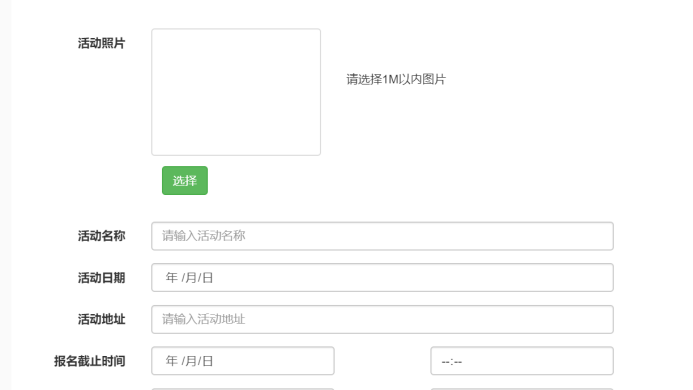 活动照片
请选择1M以内图片
选择
活动名称 请输入活动名称
活动日期 年 /月/日
活动地址 请输入活动地址
报名截止时间 年 /月/日 --:--